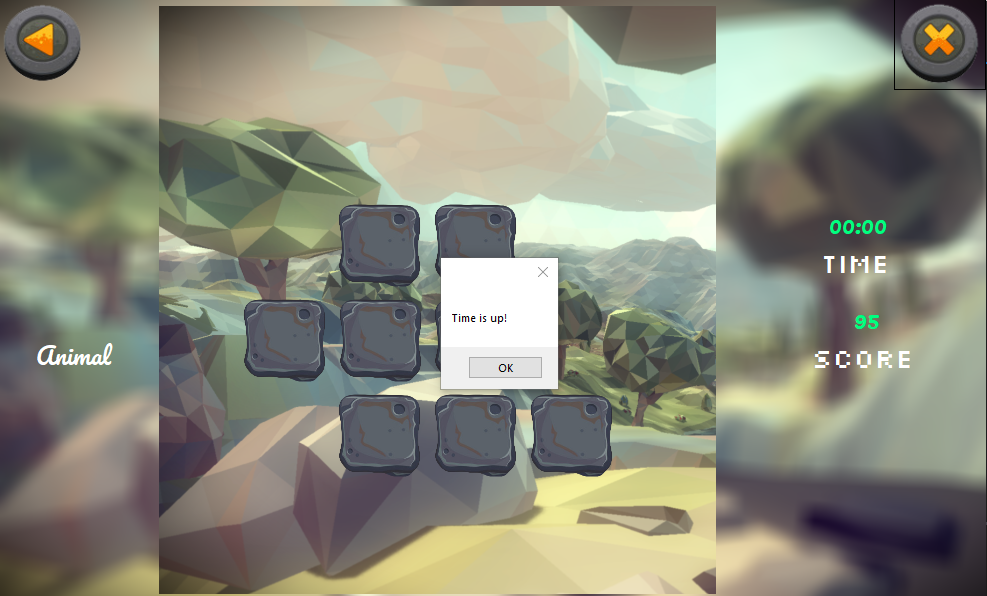 Animal
Time is up!
OK
00:00
TIME
95
SCORE